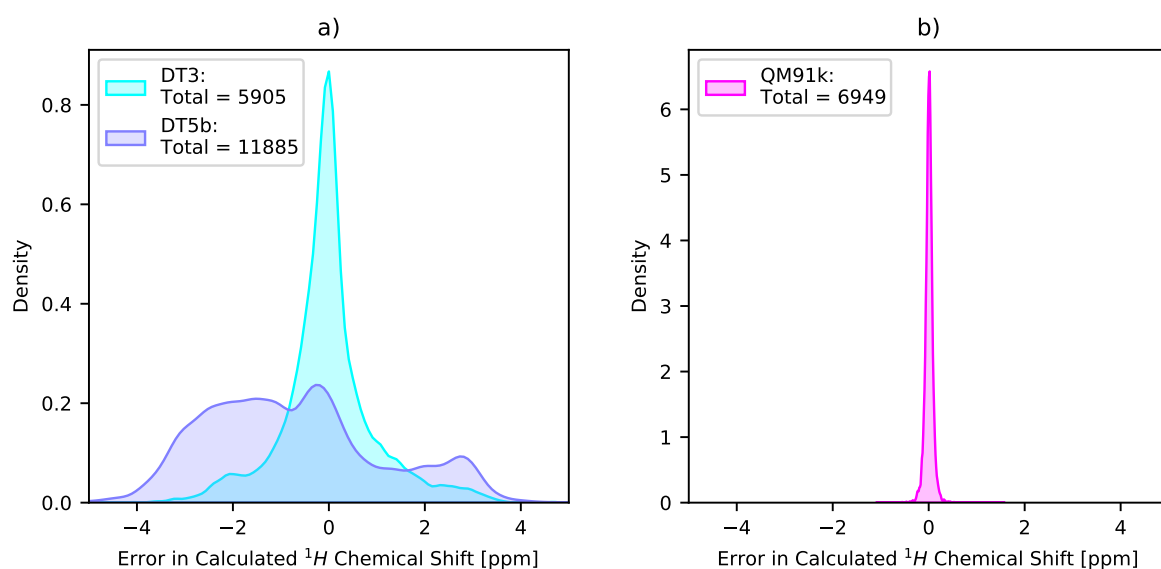 a)
DT3:
Total = 5905
DT5b:
Total = 11885
0.8
0.6
0.4
0.2
0.0
Density
−4
−2
0
2
4
Error in Calculated ¹H Chemical Shift [ppm]
b)
QM91k:
Total = 6949
6
5
4
3
2
1
0
Density
−4
−2
0
2
4
Error in Calculated ¹H Chemical Shift [ppm]